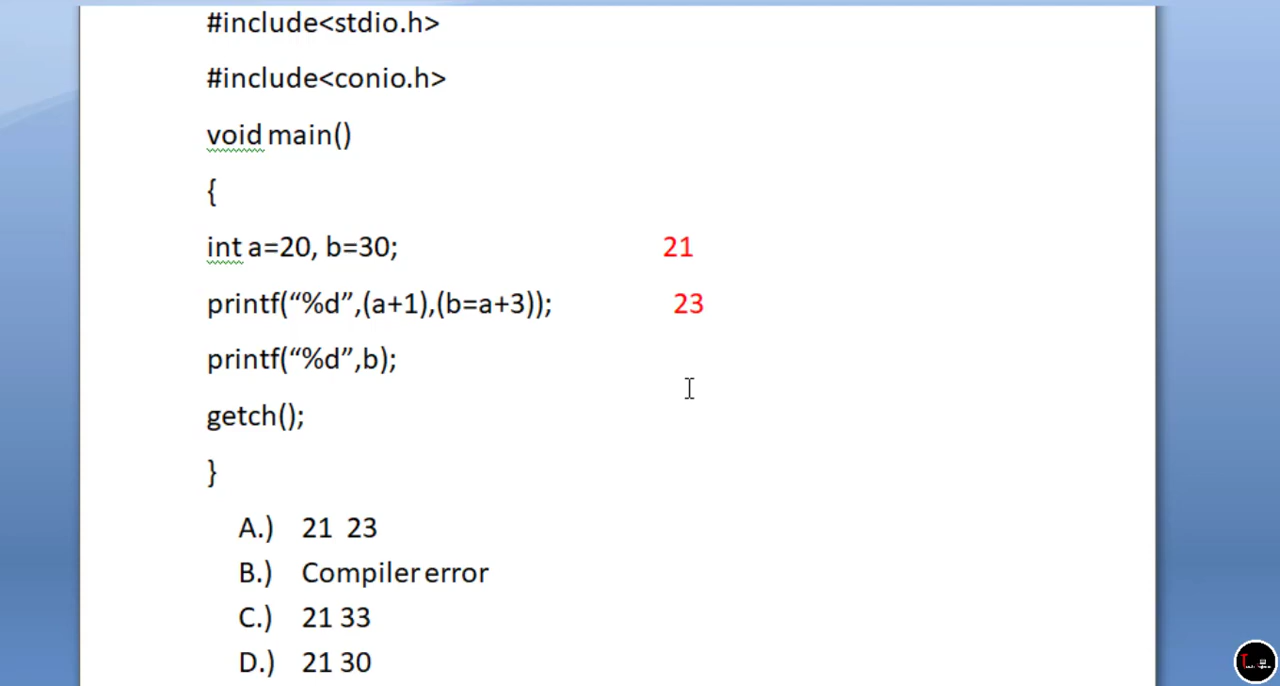 #include<stdio.h>
#include<conio.h>
void main()
{
int a=20, b=30; 21
printf(“%d”,(a+1),(b=a+3)); 23
printf(“%d”,b);
getch();
}
A.) 21 23
B.) Compiler error
C.) 21 33
D.) 21 30